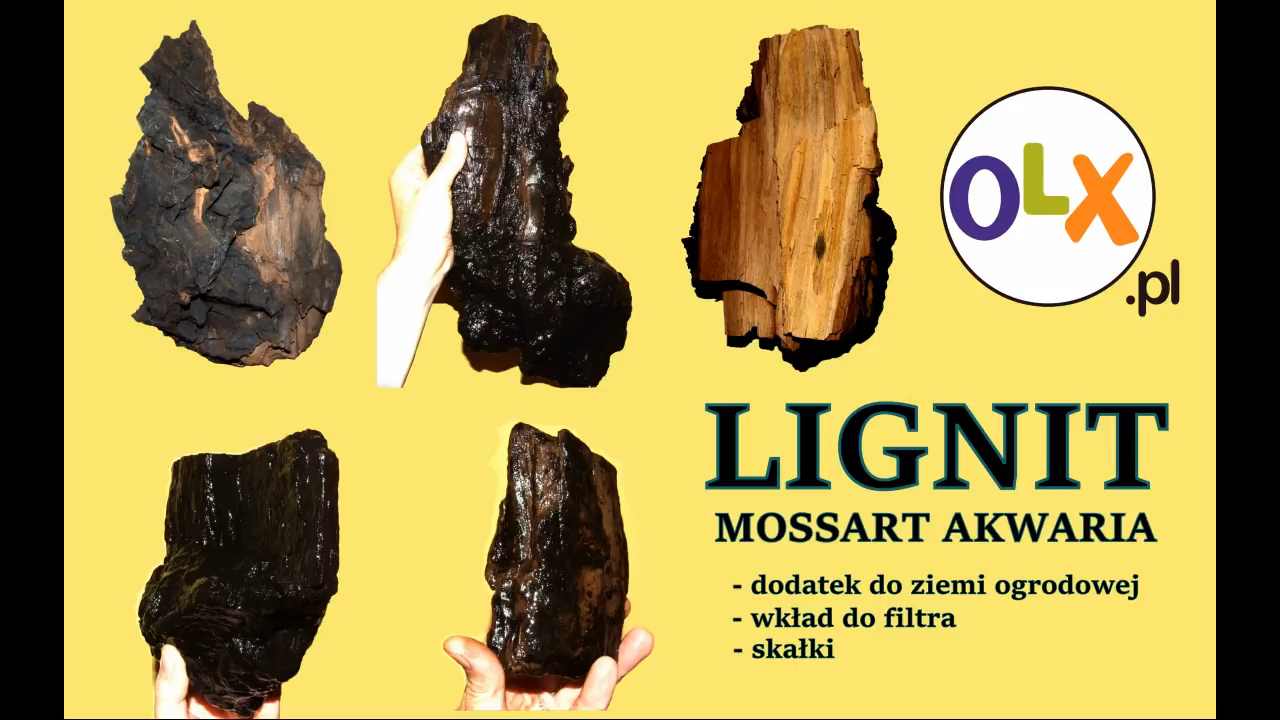 OLX
.pl
LIGNIT
MOSSART AKWARIA
- dodatek do ziemi ogrodowej
- wkład do filtra
- skałki